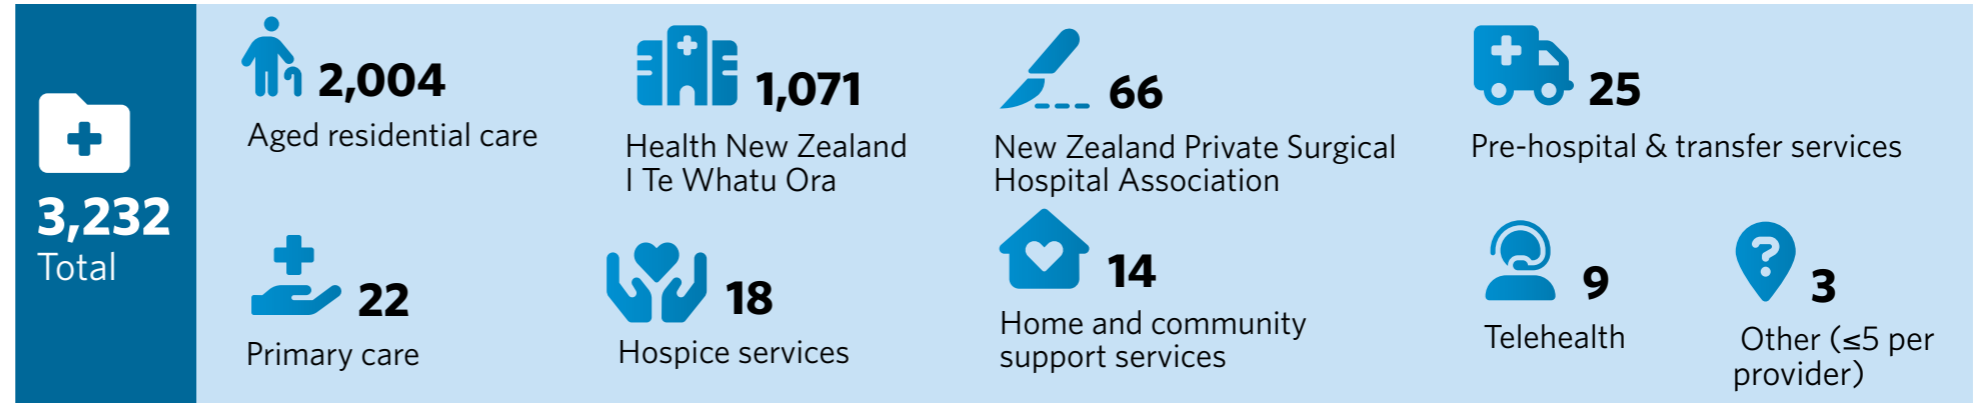 3,232
Total
2,004
Aged residential care
1,071
Health New Zealand
I Te Whatu Ora
66
New Zealand Private Surgical
Hospital Association
25
Pre-hospital & transfer services
22
Primary care
18
Hospice services
14
Home and community
support services
9
Telehealth
3
Other (≤5 per
provider)